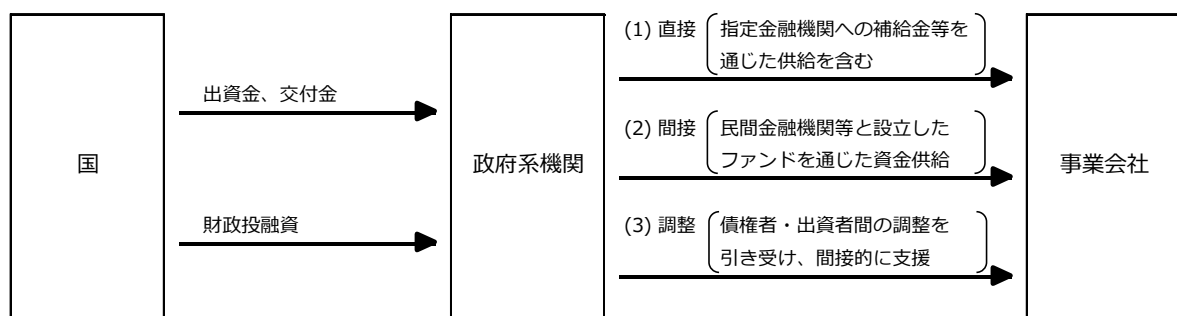 国
出資金、交付金
財政投融資
政府系機関
(1) 直接 指定金融機関への補給金等を
通じた供給を含む
(2) 間接 民間金融機関等と設立した
ファンドを通じた資金供給
(3) 調整 債権者・出資者間の調整を
引き受け、間接的に支援
事業会社